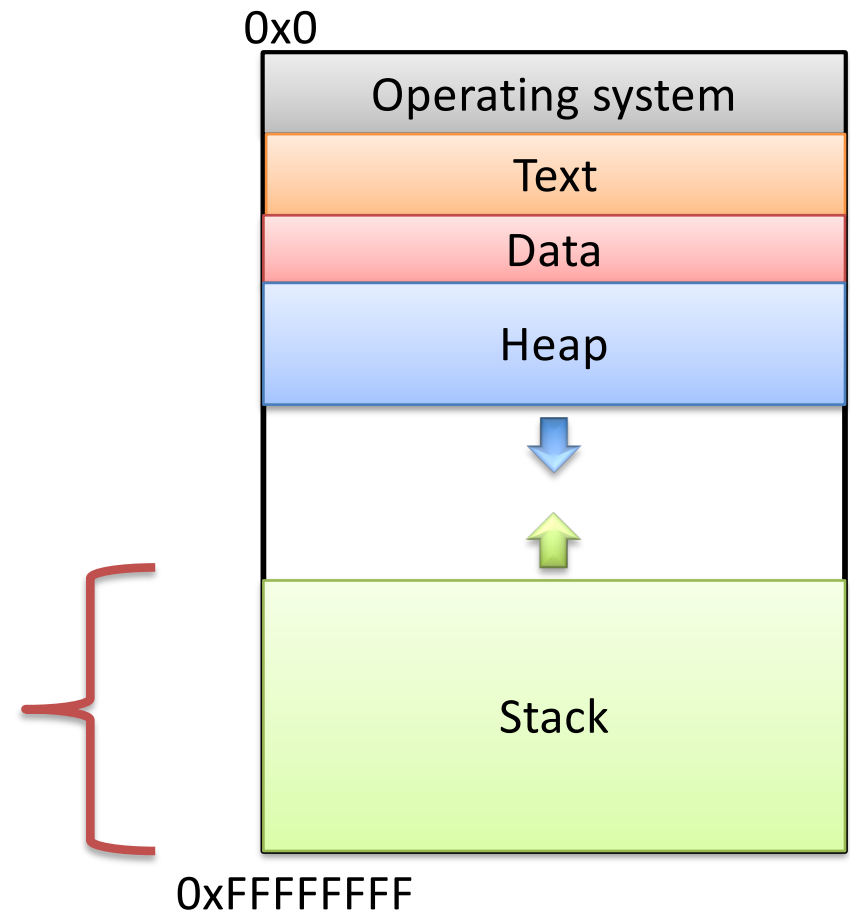 0x0
Operating system
Text
Data
Heap
Stack
0xFFFFFFFF